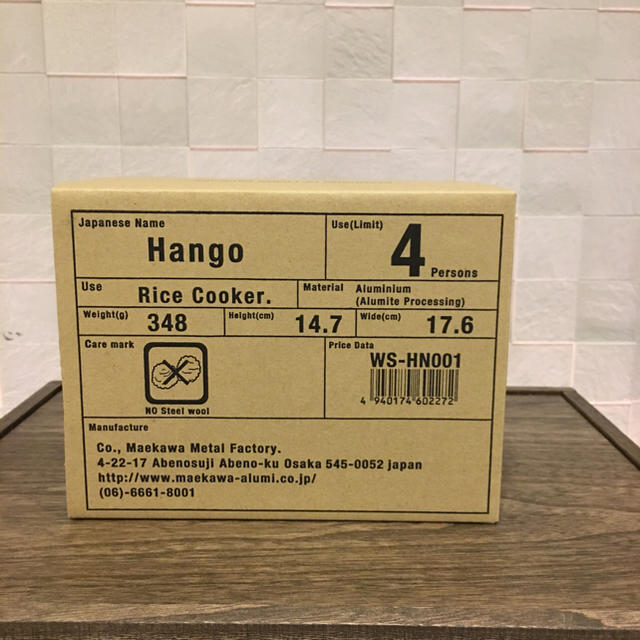 Japanese Name
Hango
Use(Limit)
4 Persons
Use
Rice Cooker.
Material
Aluminium
(Alumite Processing)
Weight(g)
348
Height(cm)
14.7
Wide(cm)
17.6
Care mark
NO Steel wool
Price Data
WS-HN001
4 940174 602272
Manufacture
Co., Maekawa Metal Factory.
4-22-17 Abenosuji Abeno-ku Osaka 545-0052 japan
http://www.maekawa-alumi.co.jp/
(06)-6661-8001